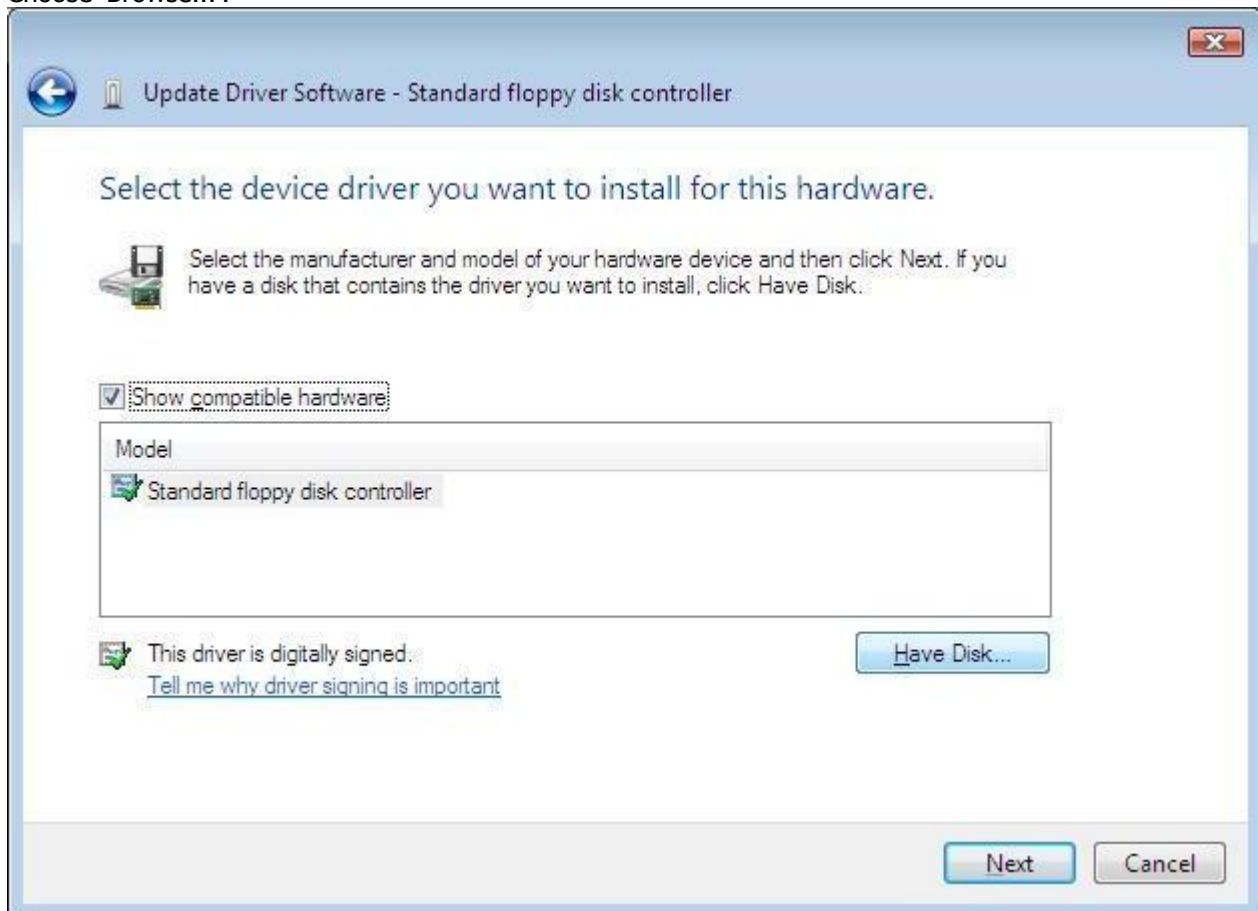 Choose "Browse...".
Update Driver Software - Standard floppy disk controller
Select the device driver you want to install for this hardware.
Select the manufacturer and model of your hardware device and then click Next. If you
have a disk that contains the driver you want to install, click Have Disk.
Show compatible hardware
Model
Standard floppy disk controller
This driver is digitally signed.
Have Disk...
Tell me why driver signing is important
Next
Cancel